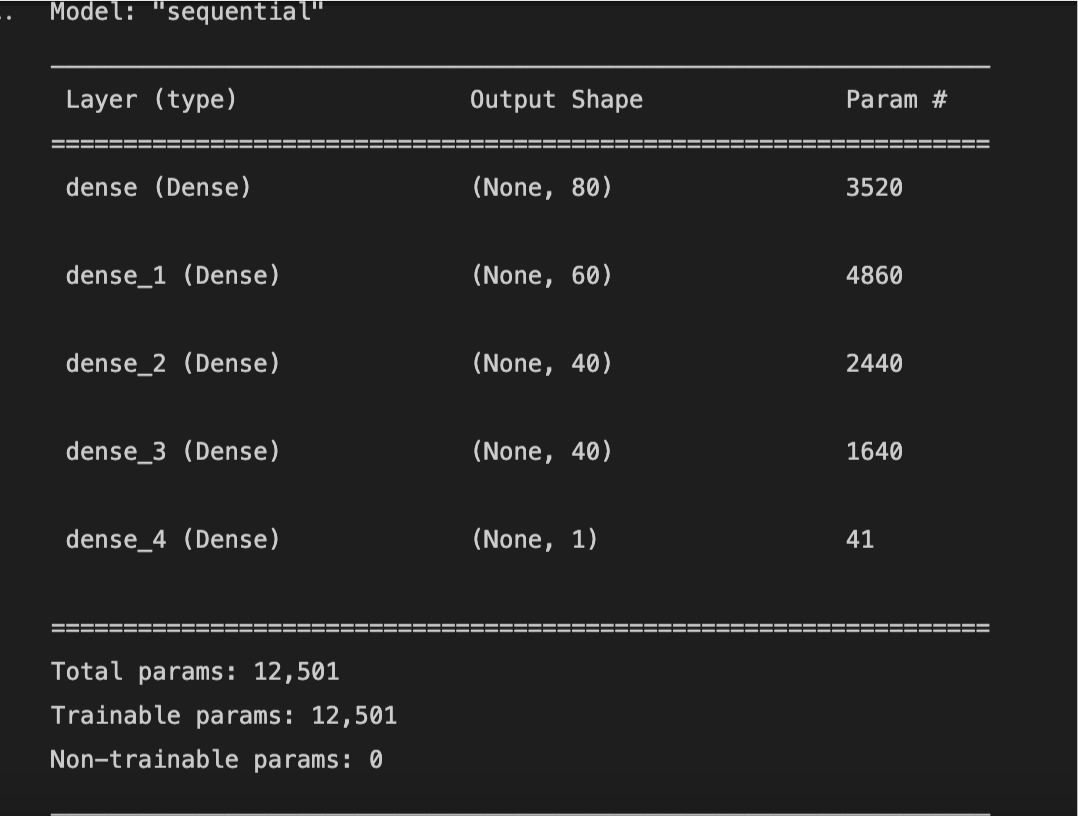 .. Model: "sequential"
_________________________________________________________________
Layer (type) Output Shape Param #
=================================================================
dense (Dense) (None, 80) 3520
dense_1 (Dense) (None, 60) 4860
dense_2 (Dense) (None, 40) 2440
dense_3 (Dense) (None, 40) 1640
dense_4 (Dense) (None, 1) 41
=================================================================
Total params: 12,501
Trainable params: 12,501
Non-trainable params: 0
_________________________________________________________________